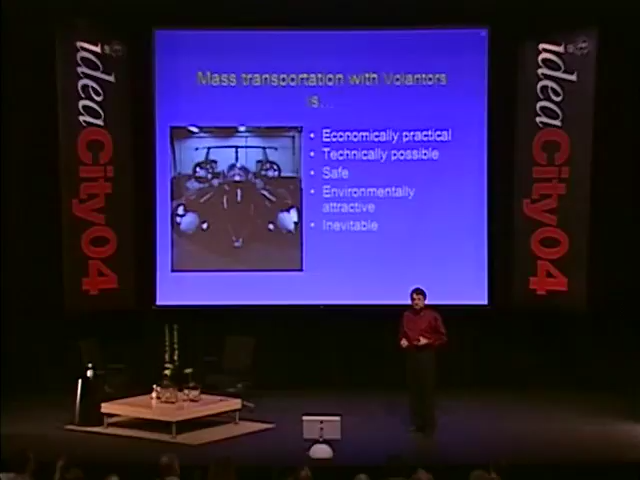 ideaCity04
Mass transportation with Volantors
is...
• Economically practical
• Technically possible
• Safe
• Environmentally
attractive
• Inevitable
ideaCity04